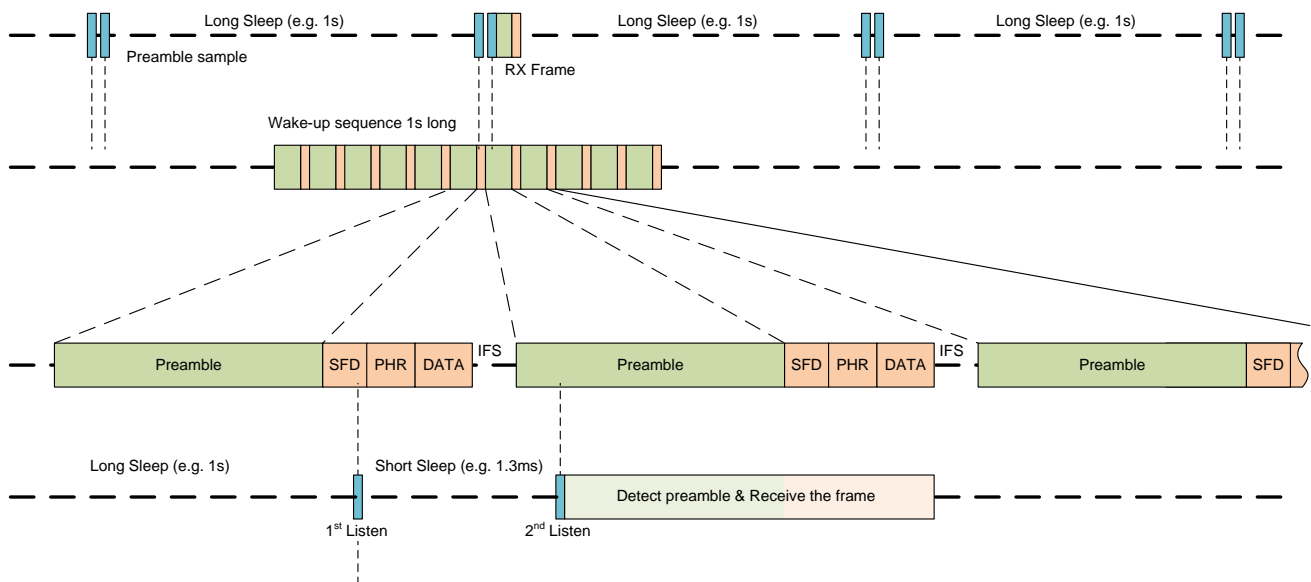 Long Sleep (e.g. 1s)
Long Sleep (e.g. 1s)
Long Sleep (e.g. 1s)
Preamble sample
RX Frame
Wake-up sequence 1s long
Preamble
SFD
PHR
DATA
IFS
Preamble
SFD
PHR
DATA
IFS
Preamble
SFD
Long Sleep (e.g. 1s)
Short Sleep (e.g. 1.3ms)
Detect preamble & Receive the frame
1st Listen
2nd Listen